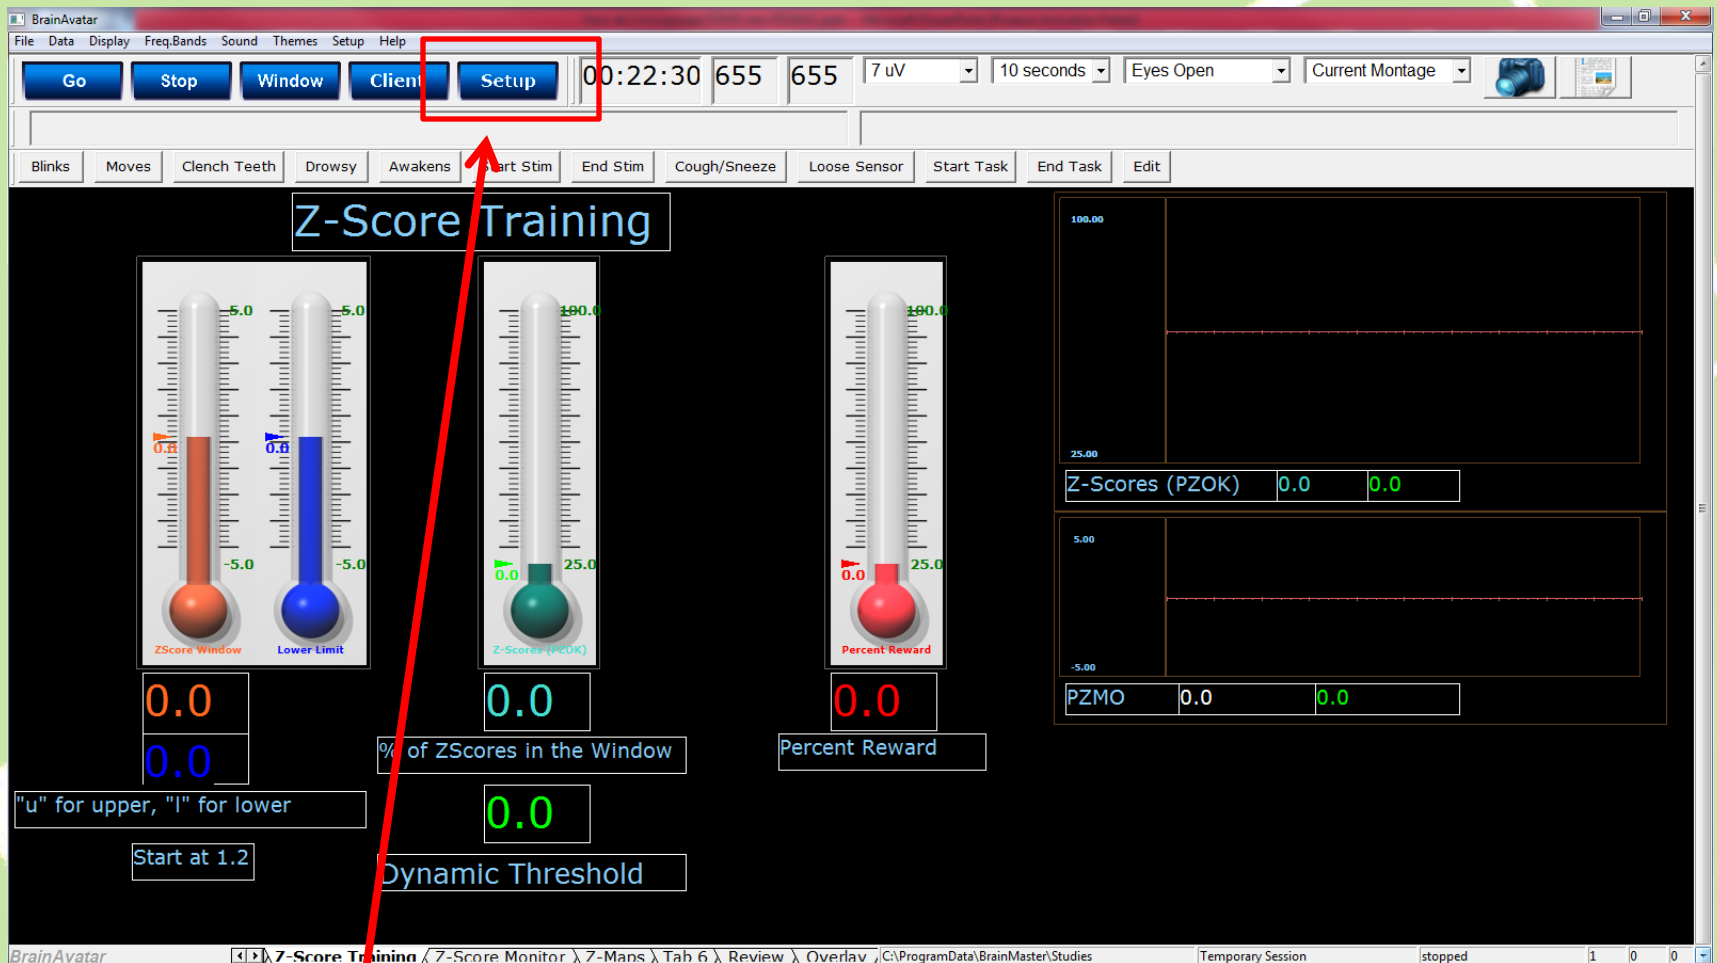 BrainAvatar
File Data Display Freq.Bands Sound Themes Setup Help
Go Stop Window Client Setup 00:22:30 655 655 7 uV 10 seconds Eyes Open Current Montage
Blinks Moves Clench Teeth Drowsy Awakens Start Stim End Stim Cough/Sneeze Loose Sensor Start Task End Task Edit
Z-Score Training
5.0 5.0 100.0 100.0
0.0 0.0
-5.0 -5.0 0.0 25.0 0.0 25.0
ZScore Window Lower Limit Z-Scores (PZOK) Percent Reward
0.0 0.0 0.0
0.0
% of ZScores in the Window
Percent Reward
"u" for upper, "l" for lower
0.0
Start at 1.2
Dynamic Threshold
100.00
25.00
Z-Scores (PZOK) 0.0 0.0
5.00
-5.00
PZMO 0.0 0.0
BrainAvatar Z-Score Training Z-Score Monitor Z-Maps Tab 6 Review Overlay C:\ProgramData\BrainMaster\Studies Temporary Session stopped 1 0 0